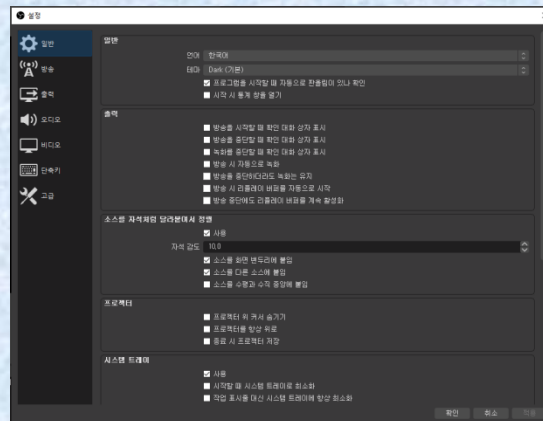 설정
일반
방송
출력
오디오
비디오
단축키
고급
일반
언어 한국어
테마 Dark (기본)
프로그램을 시작할 때 자동으로 판올림이 있나 확인
시작 시 통계 창을 열기
출력
방송을 시작할 때 확인 대화 상자 표시
방송을 중단할 때 확인 대화 상자 표시
녹화를 중단할 때 확인 대화 상자 표시
방송 시 자동으로 녹화
방송을 중단하더라도 녹화는 유지
방송 시 리플레이 버퍼를 자동으로 시작
방송 중단에도 리플레이 버퍼를 계속 활성화
소스를 자석처럼 달라붙여서 정렬
사용
자석 감도 10,0
소스를 화면 변두리에 붙임
소스를 다른 소스에 붙임
소스를 수평과 수직 중앙에 붙임
프로젝터
프로젝터 위 커서 숨기기
프로젝터를 항상 위로
종료 시 프로젝터 저장
시스템 트레이
사용
시작할 때 시스템 트레이로 최소화
작업 표시줄 대신 시스템 트레이에 항상 최소화
확인 취소 적용